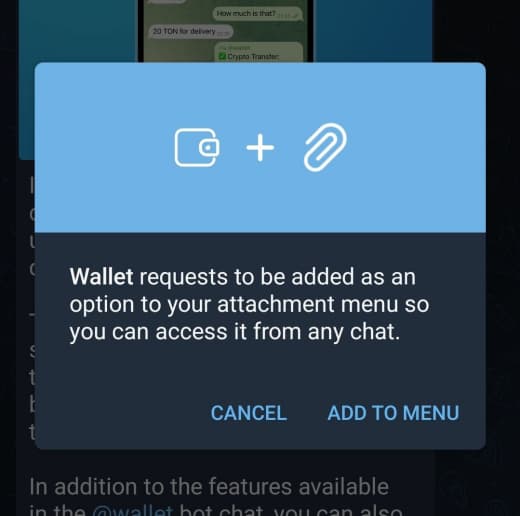 How much is that?
20 TON for delivery
Crypto Transfer:
Wallet requests to be added as an
option to your attachment menu so
you can access it from any chat.
CANCEL ADD TO MENU
In addition to the features available
in the @wallet bot chat, you can also